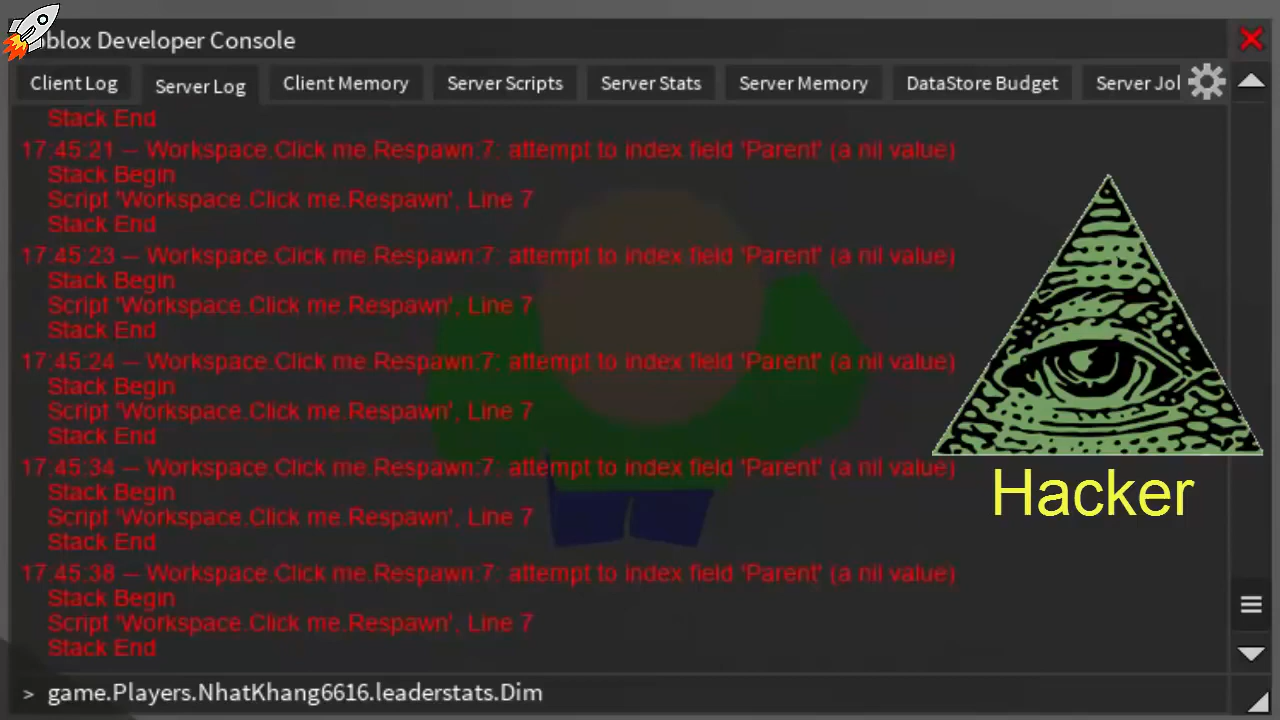 oblox Developer Console
Client Log Server Log Client Memory Server Scripts Server Stats Server Memory DataStore Budget Server Jol
Stack End
17:45:21 -- Workspace.Click me.Respawn:7: attempt to index field 'Parent' (a nil value)
Stack Begin
Script 'Workspace.Click me.Respawn', Line 7
Stack End
17:45:23 -- Workspace.Click me.Respawn:7: attempt to index field 'Parent' (a nil value)
Stack Begin
Script 'Workspace.Click me.Respawn', Line 7
Stack End
17:45:24 -- Workspace.Click me.Respawn:7: attempt to index field 'Parent' (a nil value)
Stack Begin
Script 'Workspace.Click me.Respawn', Line 7
Stack End
17:45:34 -- Workspace.Click me.Respawn:7: attempt to index field 'Parent' (a nil value)
Stack Begin
Script 'Workspace.Click me.Respawn', Line 7
Stack End
17:45:38 -- Workspace.Click me.Respawn:7: attempt to index field 'Parent' (a nil value)
Stack Begin
Script 'Workspace.Click me.Respawn', Line 7
Stack End
> game.Players.NhatKhang6616.leaderstats.Dim
Hacker